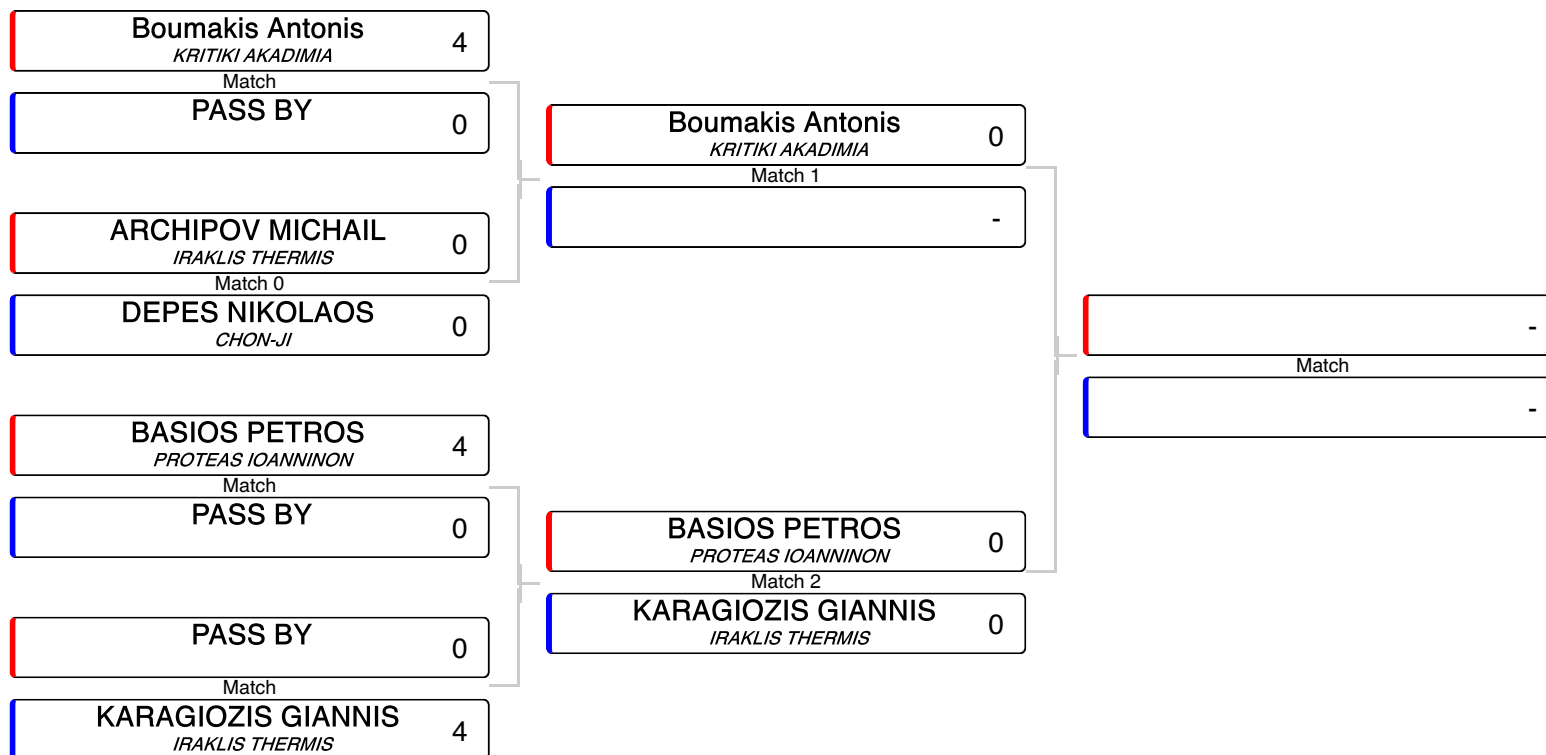 Boumakis Antonis
KRITIKI AKADIMIA
4
Match
PASS BY
0
ARCHIPOV MICHAIL
IRAKLIS THERMIS
0
Match 0
DEPES NIKOLAOS
CHON-JI
0
BASIOS PETROS
PROTEAS IOANNINON
4
Match
PASS BY
0
PASS BY
0
Match
KARAGIOZIS GIANNIS
IRAKLIS THERMIS
4
Boumakis Antonis
KRITIKI AKADIMIA
0
Match 1
-
BASIOS PETROS
PROTEAS IOANNINON
0
Match 2
KARAGIOZIS GIANNIS
IRAKLIS THERMIS
0
-
Match
-